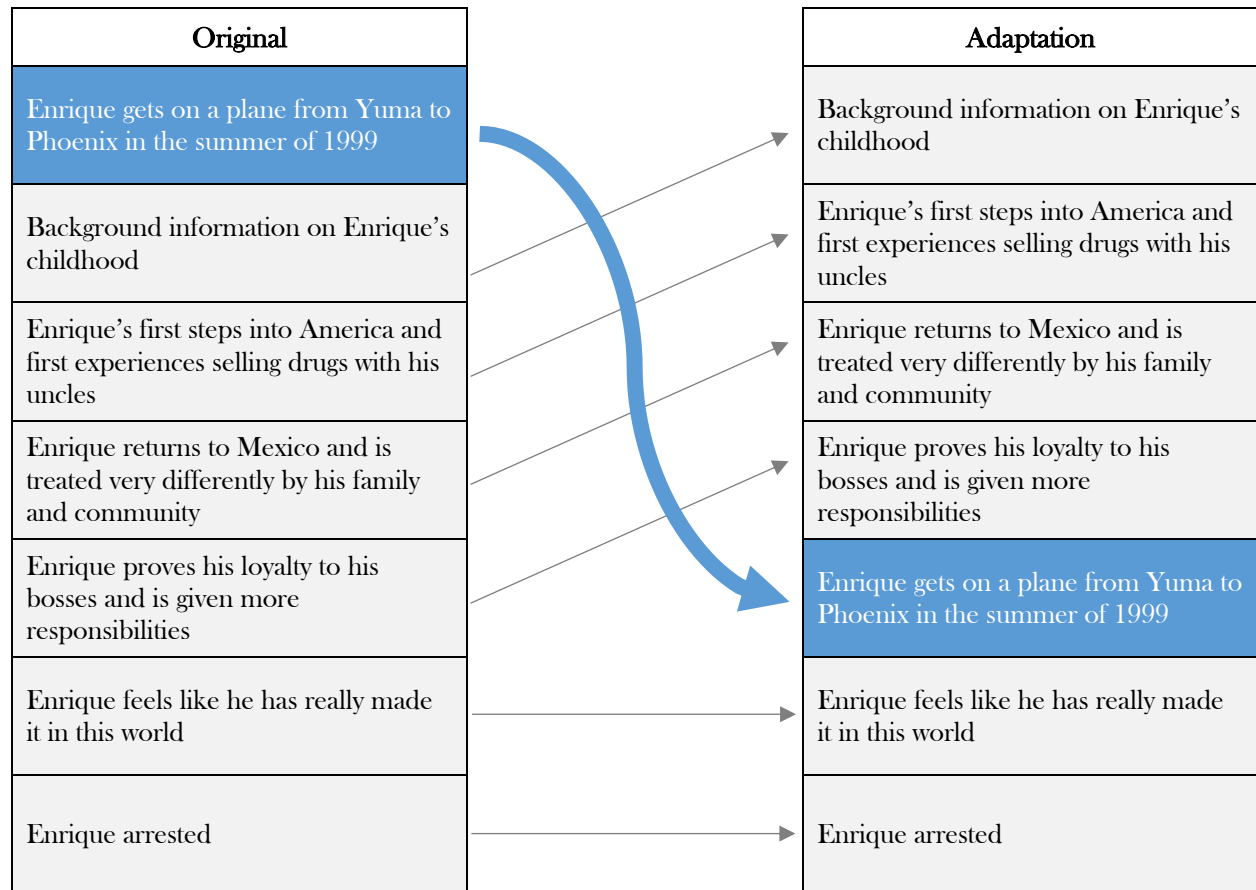 Original
Enrique gets on a plane from Yuma to
Phoenix in the summer of 1999
Background information on Enrique’s
childhood
Enrique’s first steps into America and
first experiences selling drugs with his
uncles
Enrique returns to Mexico and is
treated very differently by his family
and community
Enrique proves his loyalty to his
bosses and is given more
responsibilities
Enrique feels like he has really made
it in this world
Enrique arrested
Adaptation
Background information on Enrique’s
childhood
Enrique’s first steps into America and
first experiences selling drugs with his
uncles
Enrique returns to Mexico and is
treated very differently by his family
and community
Enrique proves his loyalty to his
bosses and is given more
responsibilities
Enrique gets on a plane from Yuma to
Phoenix in the summer of 1999
Enrique feels like he has really made
it in this world
Enrique arrested